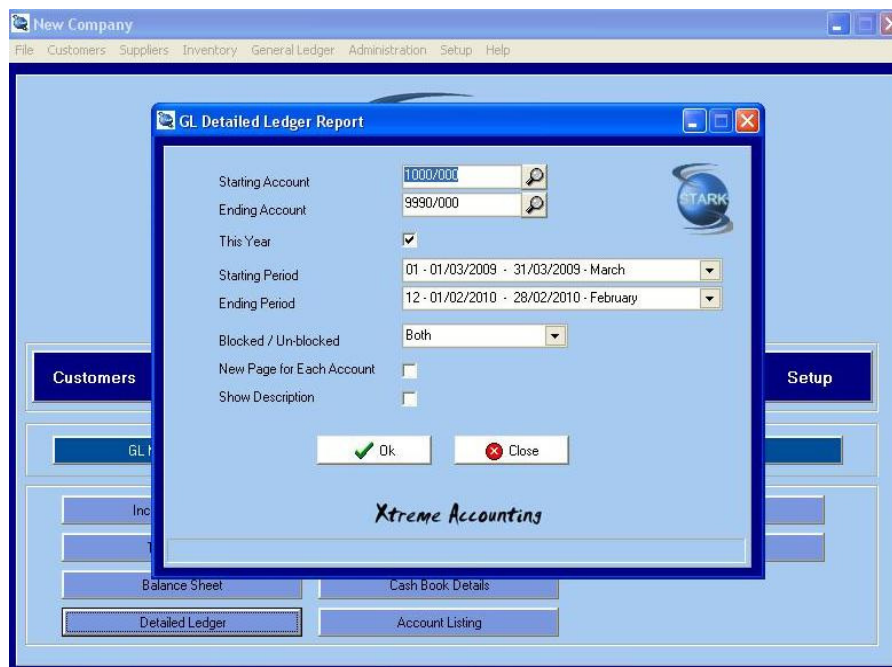 New Company
File Customers Suppliers Inventory General Ledger Administration Setup Help
GL Detailed Ledger Report
STARK
Starting Account 1000/000
Ending Account 9990/000
This Year
Starting Period 01 - 01/03/2009 - 31/03/2009 - March
Ending Period 12 - 01/02/2010 - 28/02/2010 - February
Blocked / Un-blocked Both
New Page for Each Account
Show Description
Ok Close
Xtreme Accounting
Customers Setup
GL
Inc
Balance Sheet Cash Book Details
Detailed Ledger Account Listing